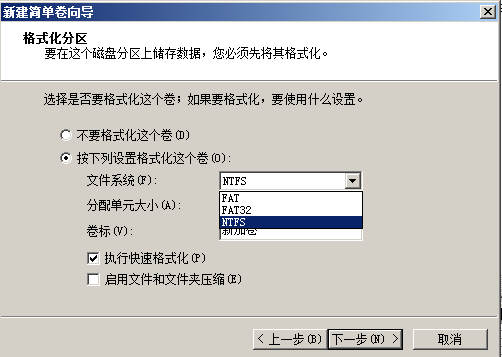 新建简单卷向导
格式化分区
要在这个磁盘分区上储存数据，您必须先将其格式化。
选择是否要格式化这个卷；如果要格式化，要使用什么设置。
不要格式化这个卷(D)
按下列设置格式化这个卷(O):
文件系统(F): NTFS
FAT
分配单元大小(A): FAT32
NTFS
卷标(V): 新加卷
执行快速格式化(P)
启用文件和文件夹压缩(E)
< 上一步(B) 下一步(N) > 取消